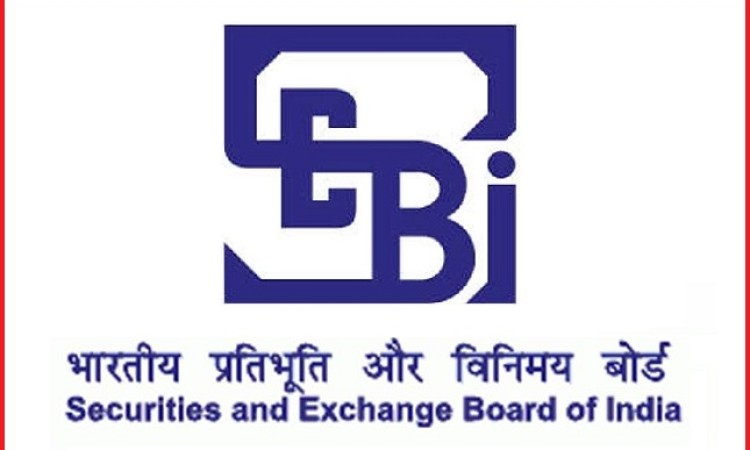 SEBi
भारतीय प्रतिभूति और विनिमय बोर्ड
Securities and Exchange Board of India